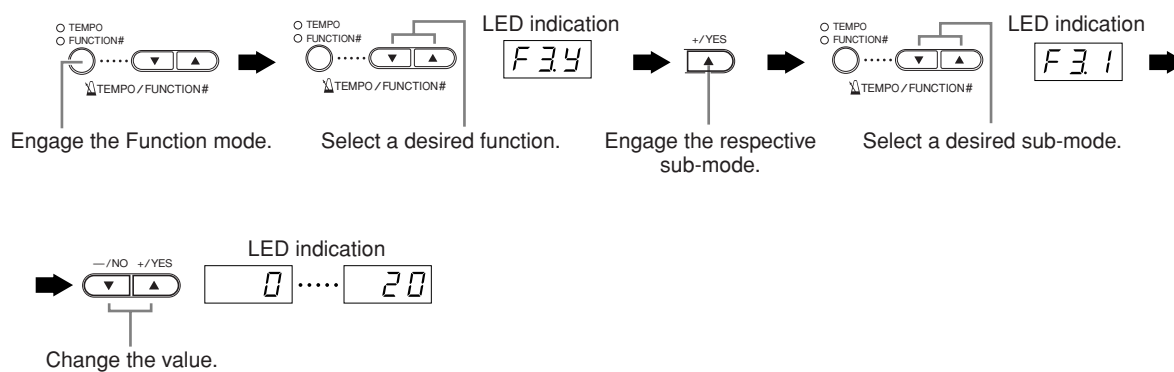 TEMPO
FUNCTION#
TEMPO/FUNCTION#
Engage the Function mode.
TEMPO
FUNCTION#
TEMPO/FUNCTION#
Select a desired function.
LED indication
F 3.Y
+/YES
Engage the respective
sub-mode.
TEMPO
FUNCTION#
TEMPO/FUNCTION#
Select a desired sub-mode.
LED indication
F 3.1
—/NO +/YES
Change the value.
LED indication
0 ····· 20